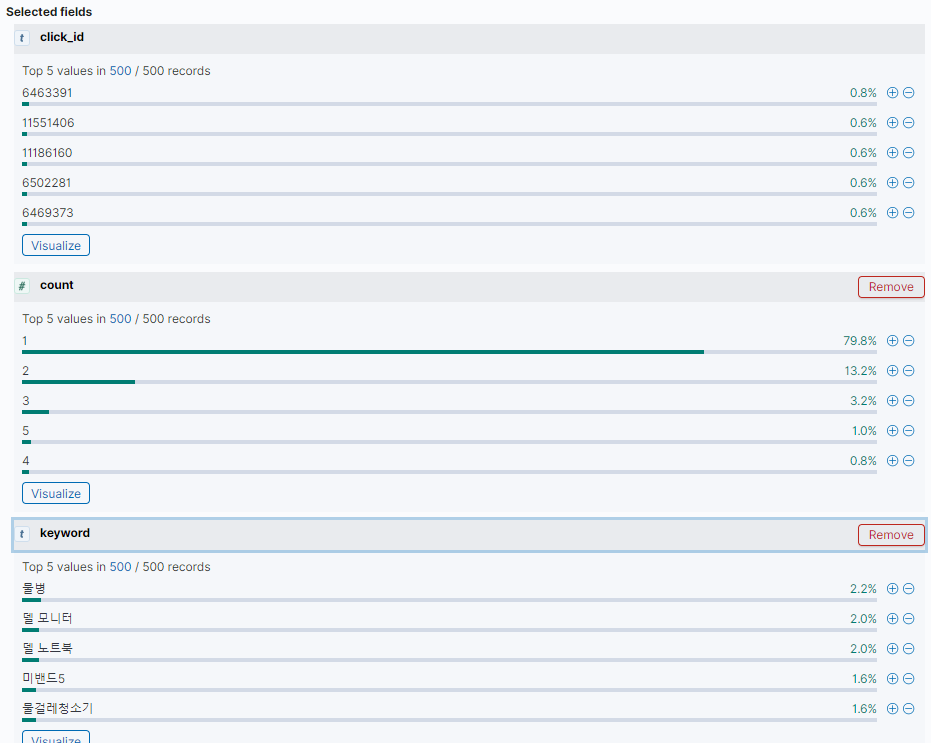 Selected fields
t click_id
Top 5 values in 500 / 500 records
6463391 0.8%
11551406 0.6%
11186160 0.6%
6502281 0.6%
6469373 0.6%
Visualize
# count Remove
Top 5 values in 500 / 500 records
1 79.8%
2 13.2%
3 3.2%
5 1.0%
4 0.8%
Visualize
t keyword Remove
Top 5 values in 500 / 500 records
물병 2.2%
델 모니터 2.0%
델 노트북 2.0%
미밴드5 1.6%
물걸레청소기 1.6%
Visualize